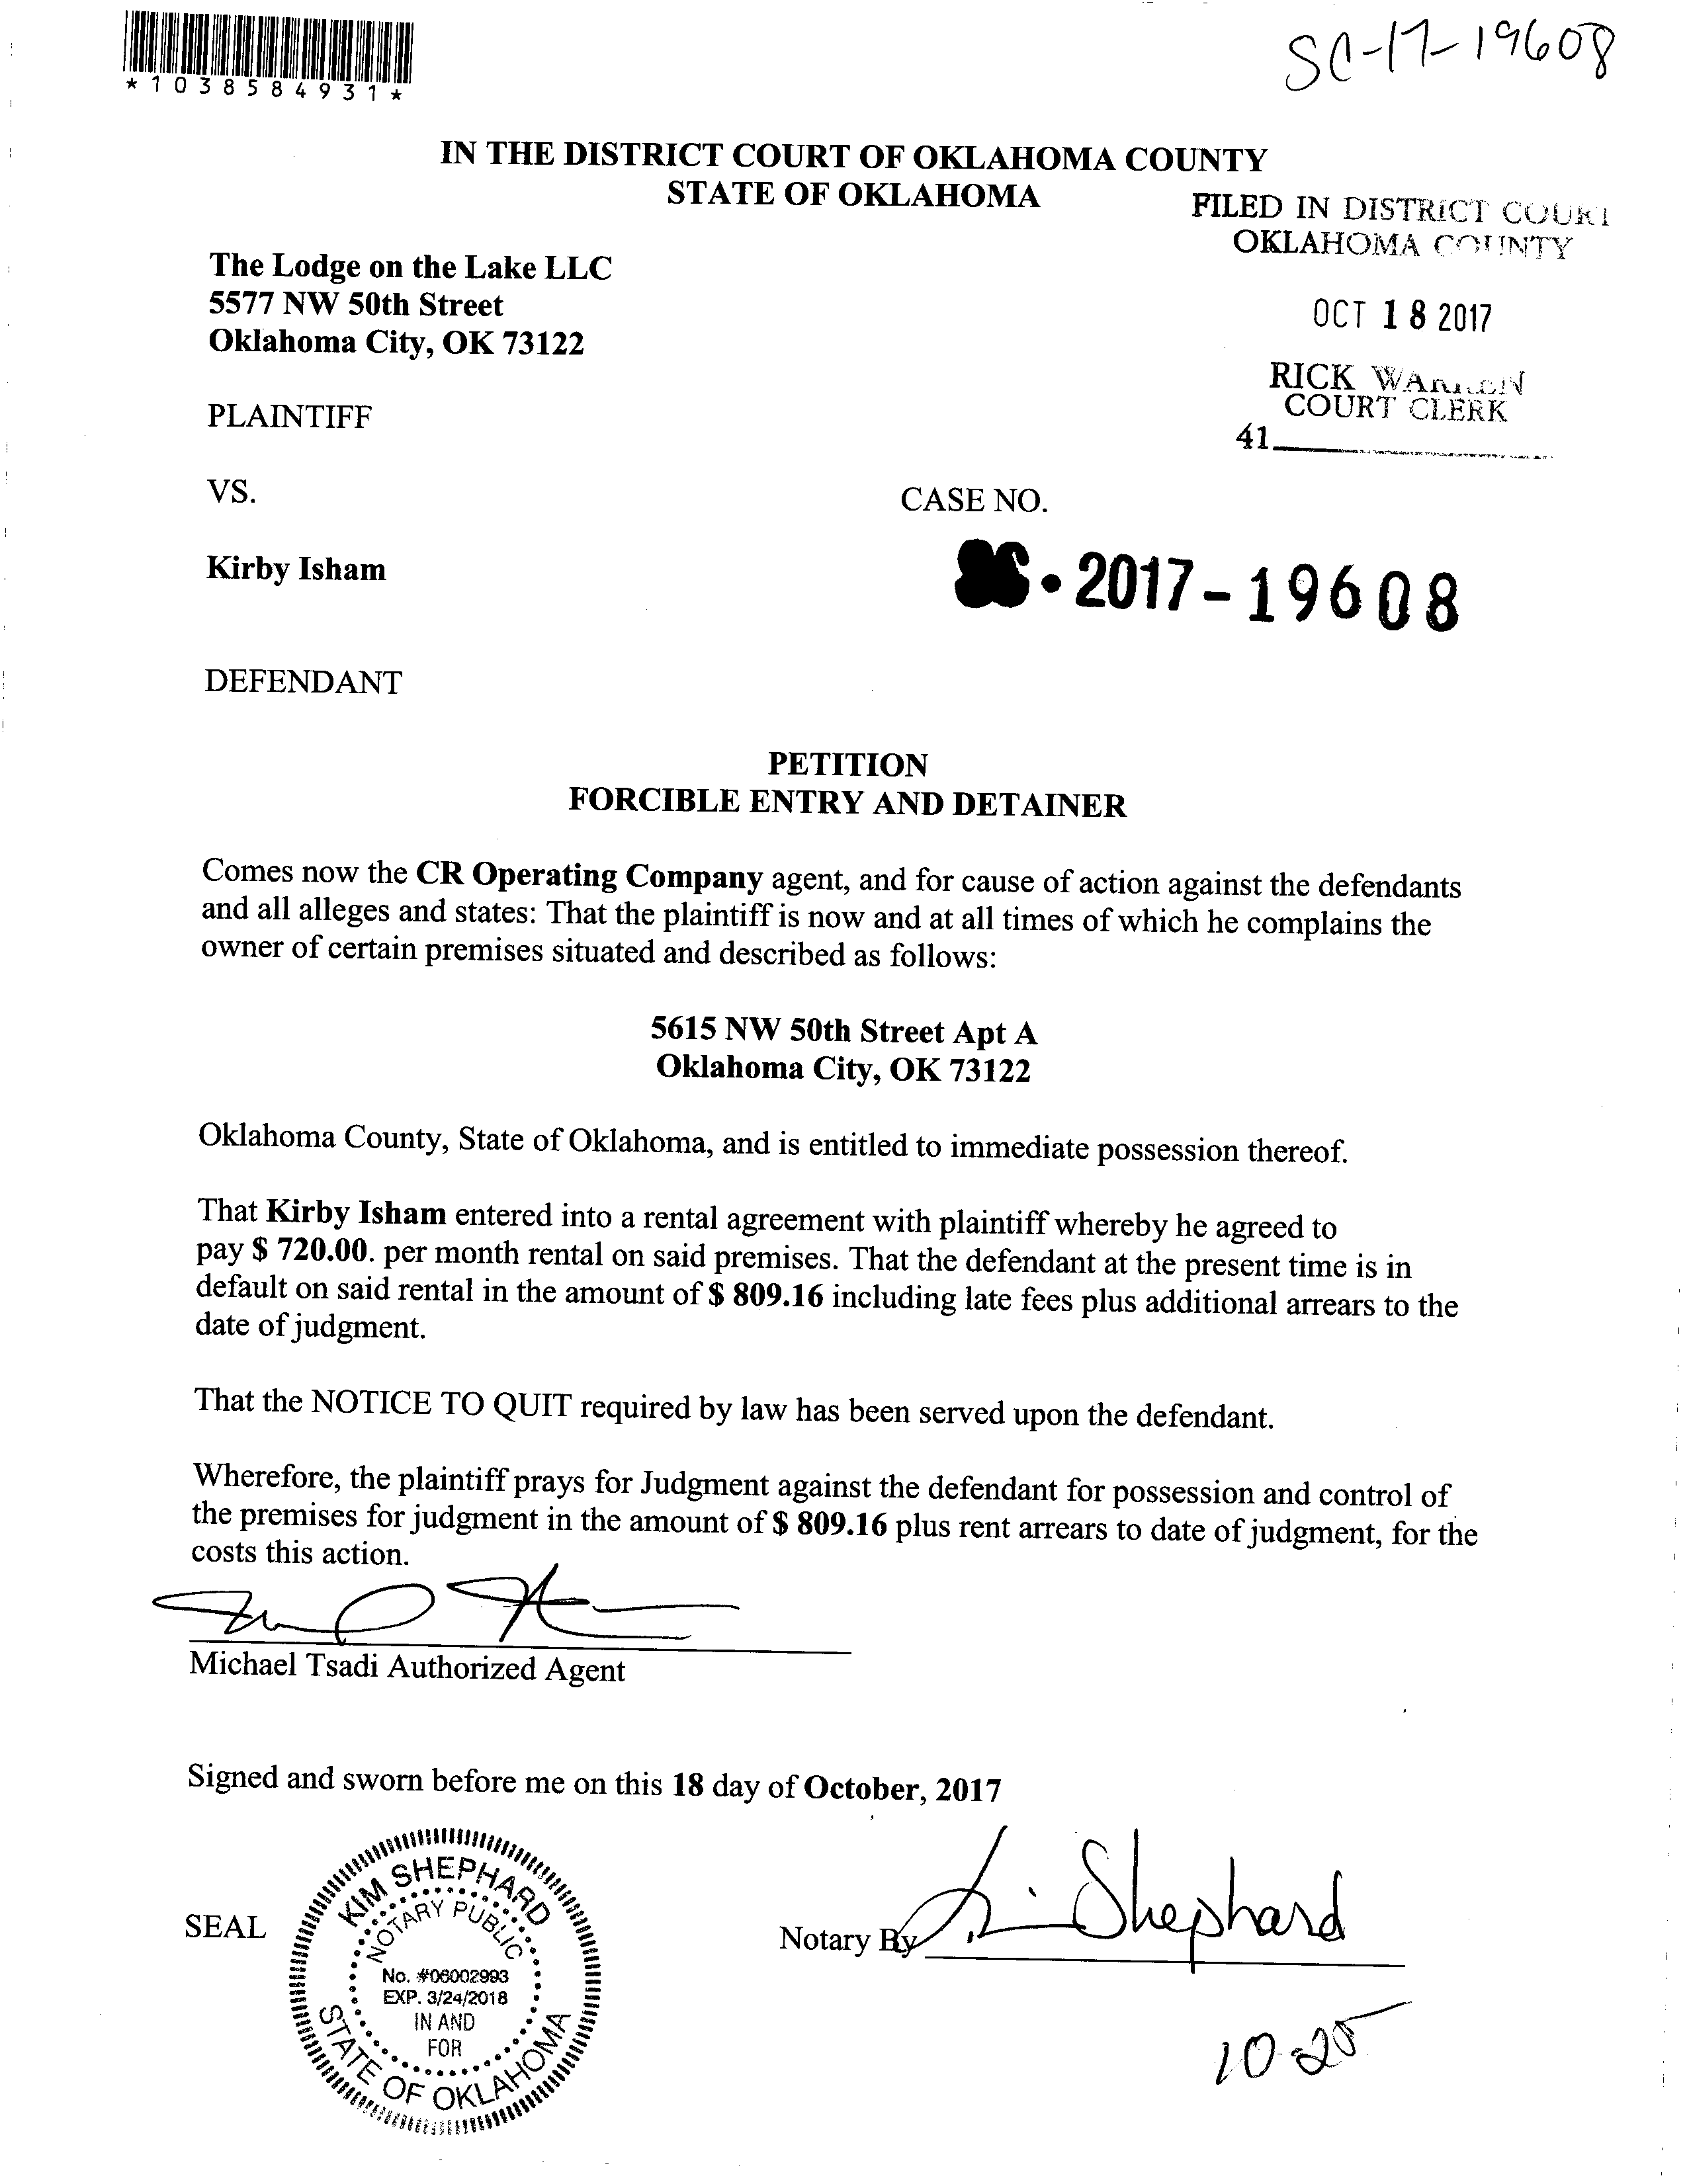 *1038584931*
SC-17-19608
IN THE DISTRICT COURT OF OKLAHOMA COUNTY
STATE OF OKLAHOMA
FILED IN DISTRICT COURT
OKLAHOMA COUNTY
The Lodge on the Lake LLC
5577 NW 50th Street
Oklahoma City, OK 73122
OCT 18 2017
RICK WARREN
COURT CLERK
41
PLAINTIFF
VS.
CASE NO.
Kirby Isham
2017-19608
DEFENDANT
PETITION
FORCIBLE ENTRY AND DETAINER
Comes now the CR Operating Company agent, and for cause of action against the defendants
and all alleges and states: That the plaintiff is now and at all times of which he complains the
owner of certain premises situated and described as follows:
5615 NW 50th Street Apt A
Oklahoma City, OK 73122
Oklahoma County, State of Oklahoma, and is entitled to immediate possession thereof.
That Kirby Isham entered into a rental agreement with plaintiff whereby he agreed to
pay $ 720.00. per month rental on said premises. That the defendant at the present time is in
default on said rental in the amount of $ 809.16 including late fees plus additional arrears to the
date of judgment.
That the NOTICE TO QUIT required by law has been served upon the defendant.
Wherefore, the plaintiff prays for Judgment against the defendant for possession and control of
the premises for judgment in the amount of $ 809.16 plus rent arrears to date of judgment, for the
costs this action.
Michael Tsadi Authorized Agent
Signed and sworn before me on this 18 day of October, 2017
SEAL
KIM SHEPHARD
NOTARY PUBLIC
No. #06002993
EXP. 3/24/2018
IN AND
FOR
STATE OF OKLAHOMA
Notary By
Shephard
10-25